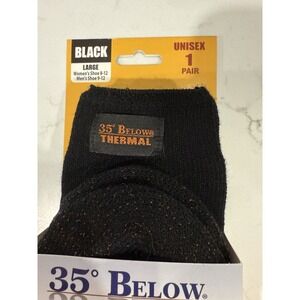 BLACK
LARGE
Women's Shoe 8-12
Men's Shoe 9-12
UNISEX
1
PAIR
35° BELOW®
THERMAL
35° BELOW®